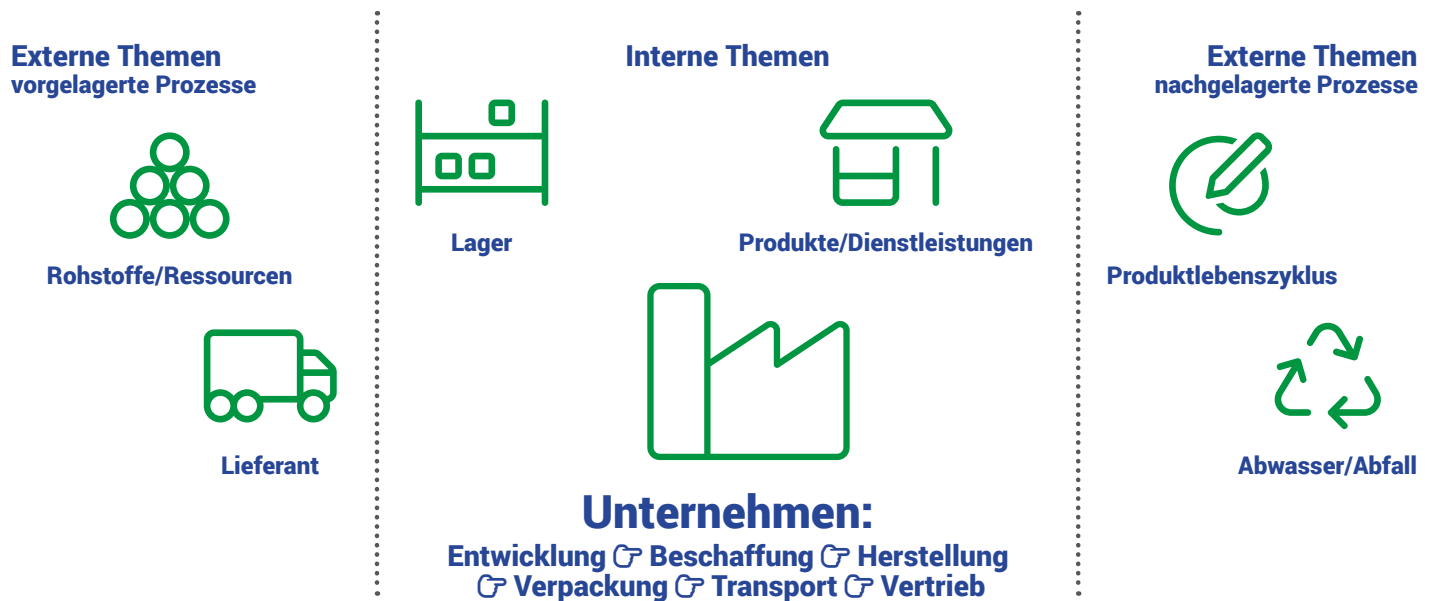 Externe Themen
vorgelagerte Prozesse
Rohstoffe/Ressourcen
Lieferant
Interne Themen
Lager
Produkte/Dienstleistungen
Unternehmen:
Entwicklung 👉 Beschaffung 👉 Herstellung
👉 Verpackung 👉 Transport 👉 Vertrieb
Externe Themen
nachgelagerte Prozesse
Produktlebenszyklus
Abwasser/Abfall